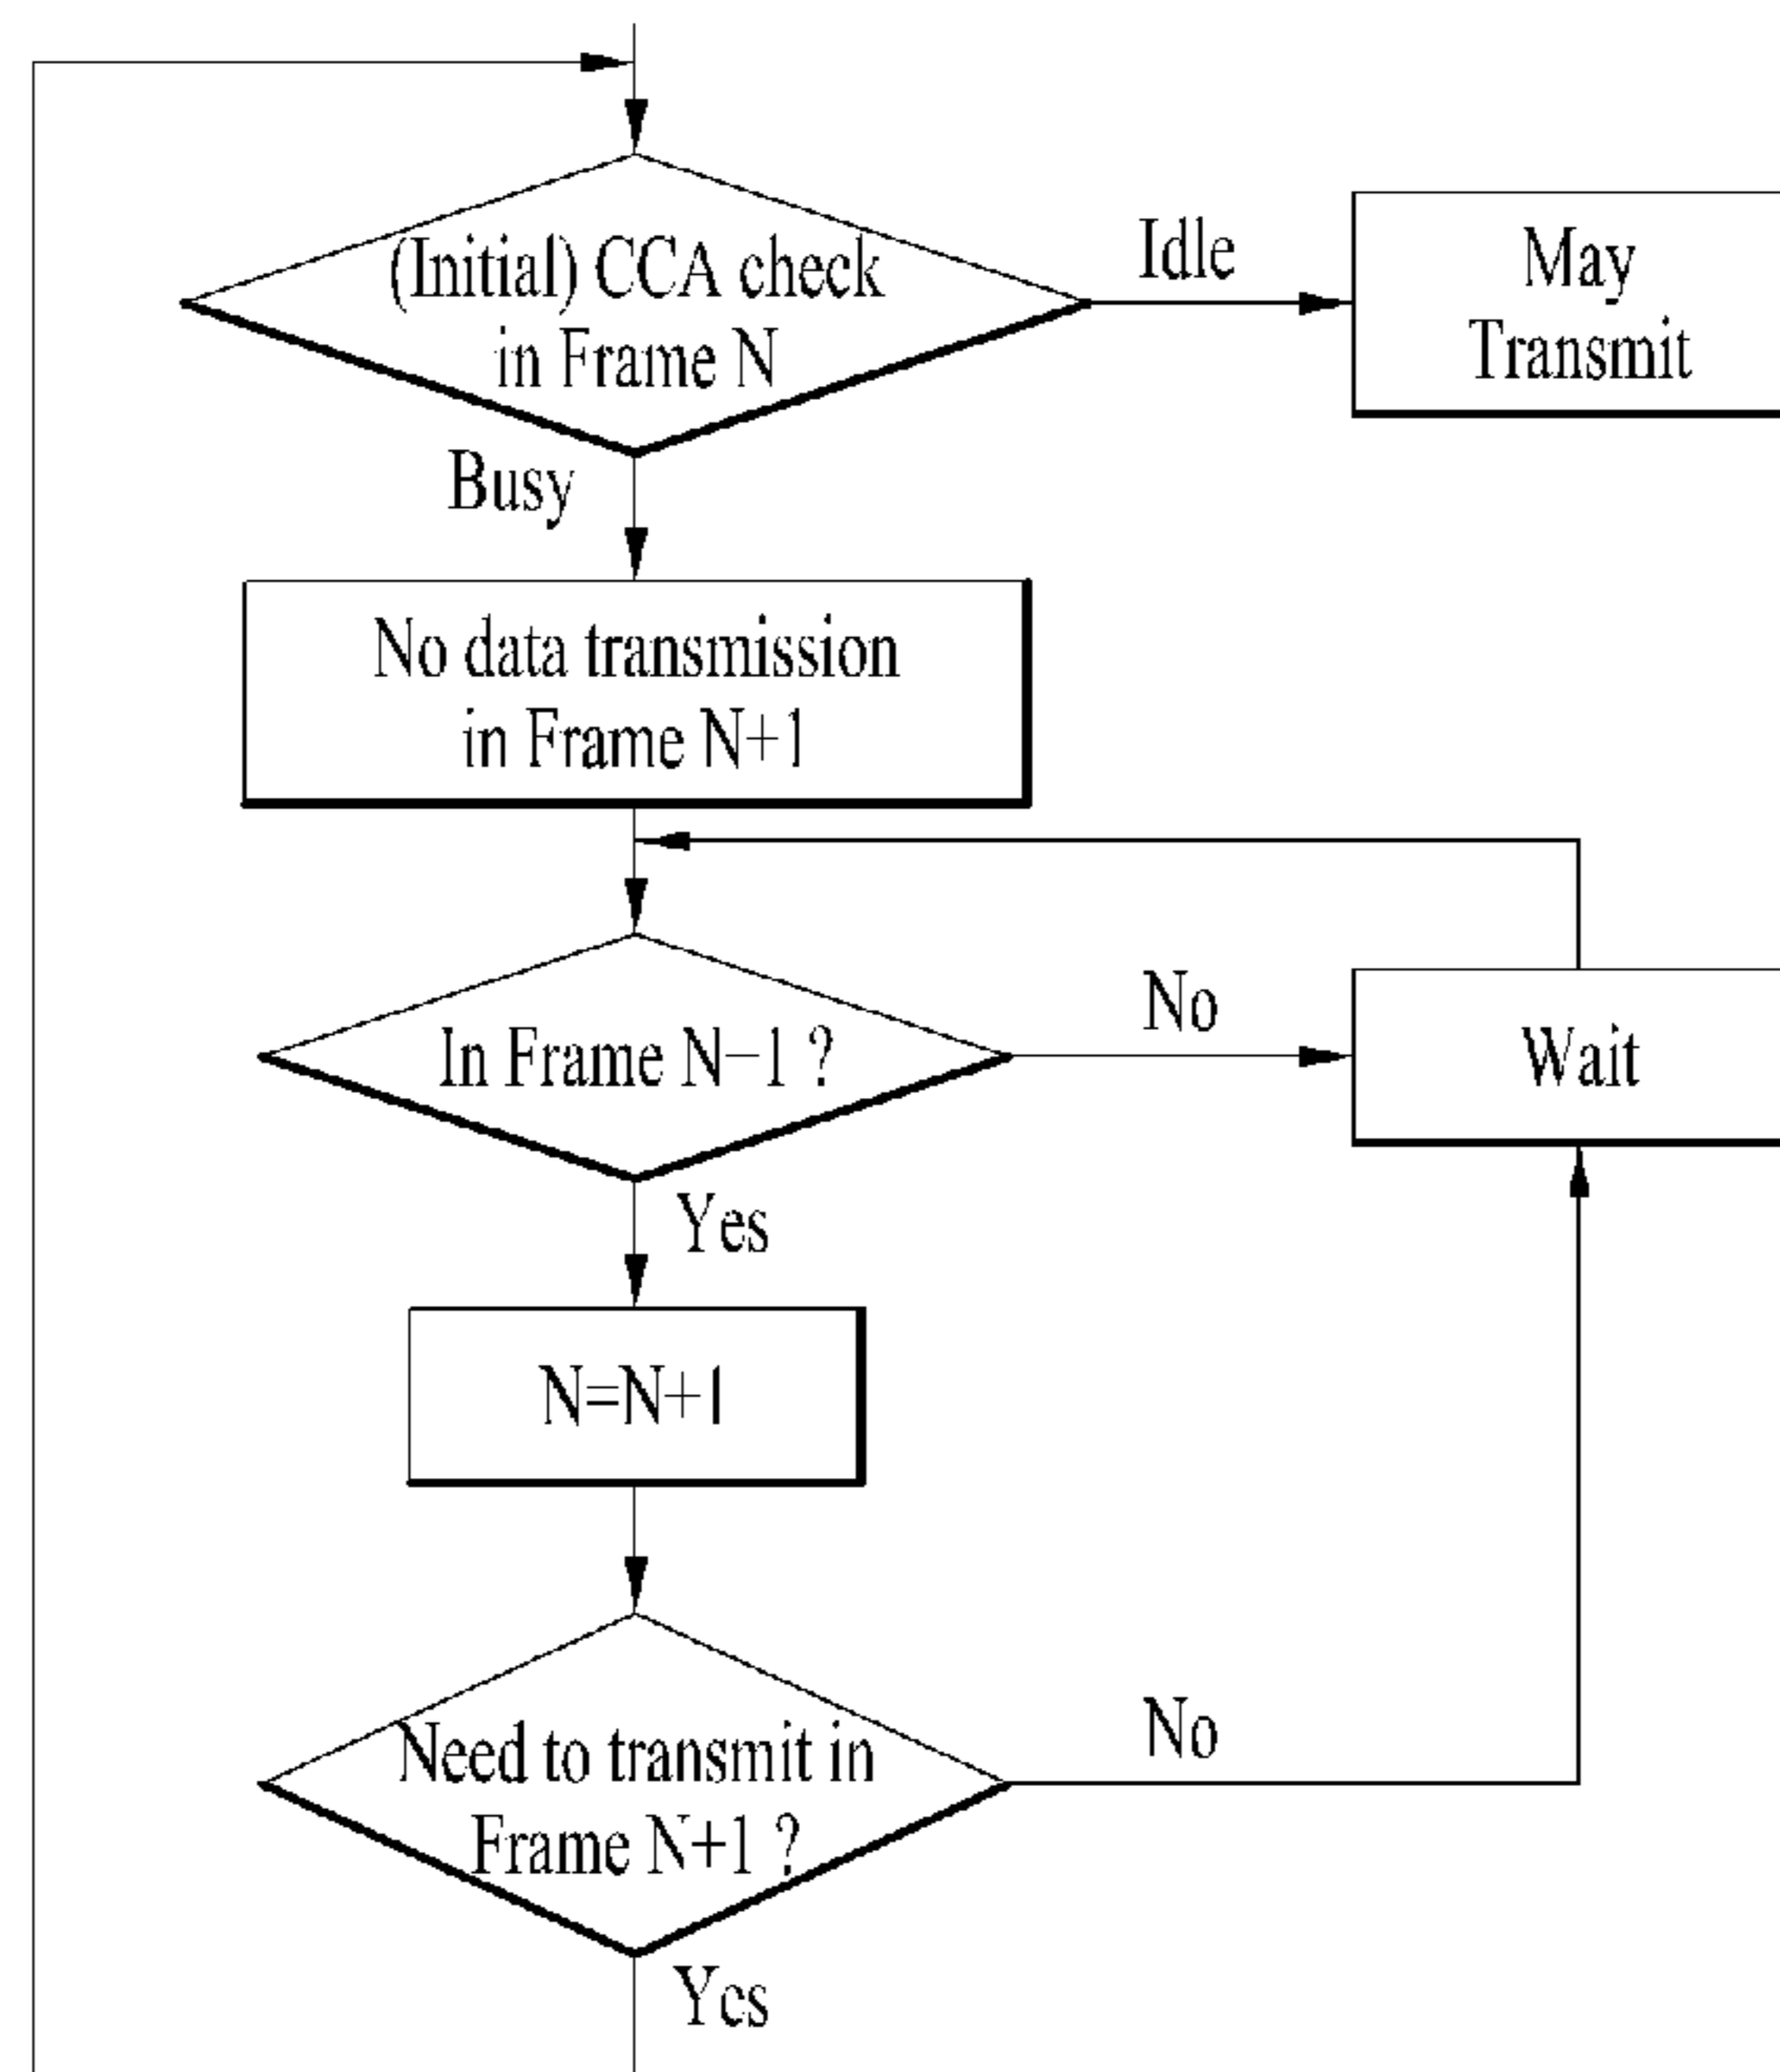 (Initial) CCA check
in Frame N
Idle
May
Transmit
Busy
No data transmission
in Frame N+1
In Frame N−1 ?
No
Wait
Yes
N=N+1
Need to transmit in
Frame N+1 ?
No
Yes